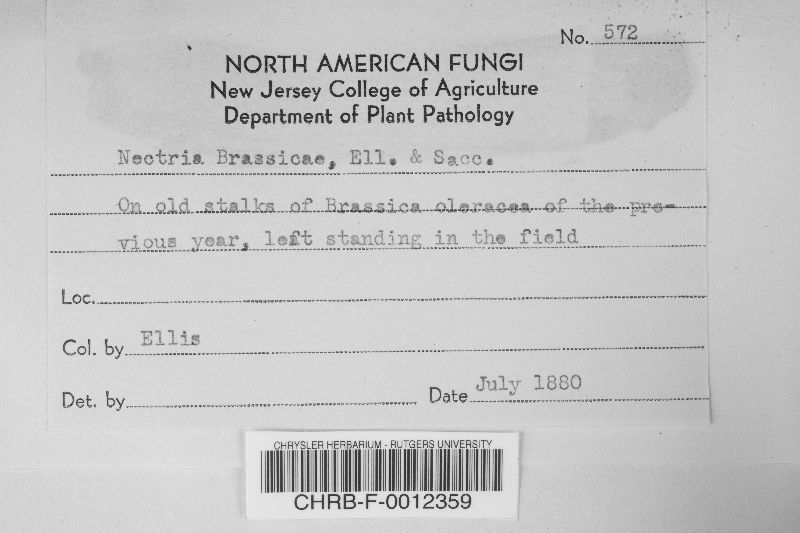 No. 572
NORTH AMERICAN FUNGI
New Jersey College of Agriculture
Department of Plant Pathology
Nectria Brassicae, Ell. & Sacc.
On old stalks of Brassica oleracea of the pre-
vious year, left standing in the field
Loc.
Col. by Ellis
Det. by Date July 1880
CHRYSLER HERBARIUM - RUTGERS UNIVERSITY
CHRB-F-0012359